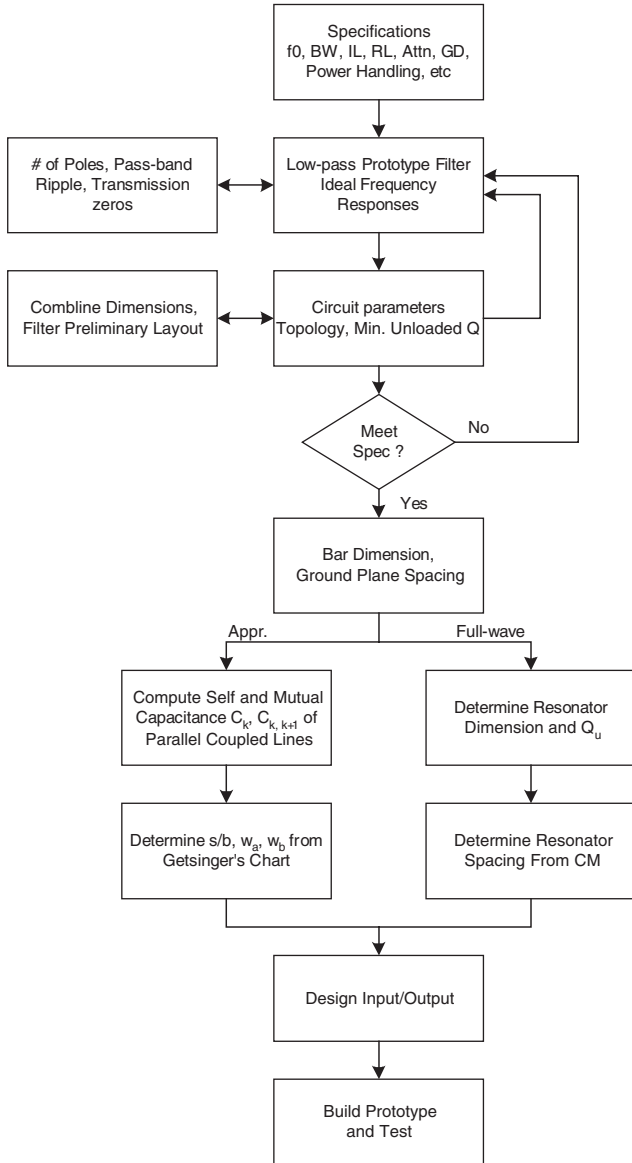 Specifications
f0, BW, IL, RL, Attn, GD,
Power Handling, etc
# of Poles, Pass-band
Ripple, Transmission
zeros
Low-pass Prototype Filter
Ideal Frequency
Responses
Combline Dimensions,
Filter Preliminary Layout
Circuit parameters
Topology, Min. Unloaded Q
Meet
Spec ?
No
Yes
Bar Dimension,
Ground Plane Spacing
Appr.
Full-wave
Compute Self and Mutual
Capacitance Ck, Ck, k+1 of
Parallel Coupled Lines
Determine Resonator
Dimension and Qu
Determine s/b, wa, wb from
Getsinger's Chart
Determine Resonator
Spacing From CM
Design Input/Output
Build Prototype
and Test